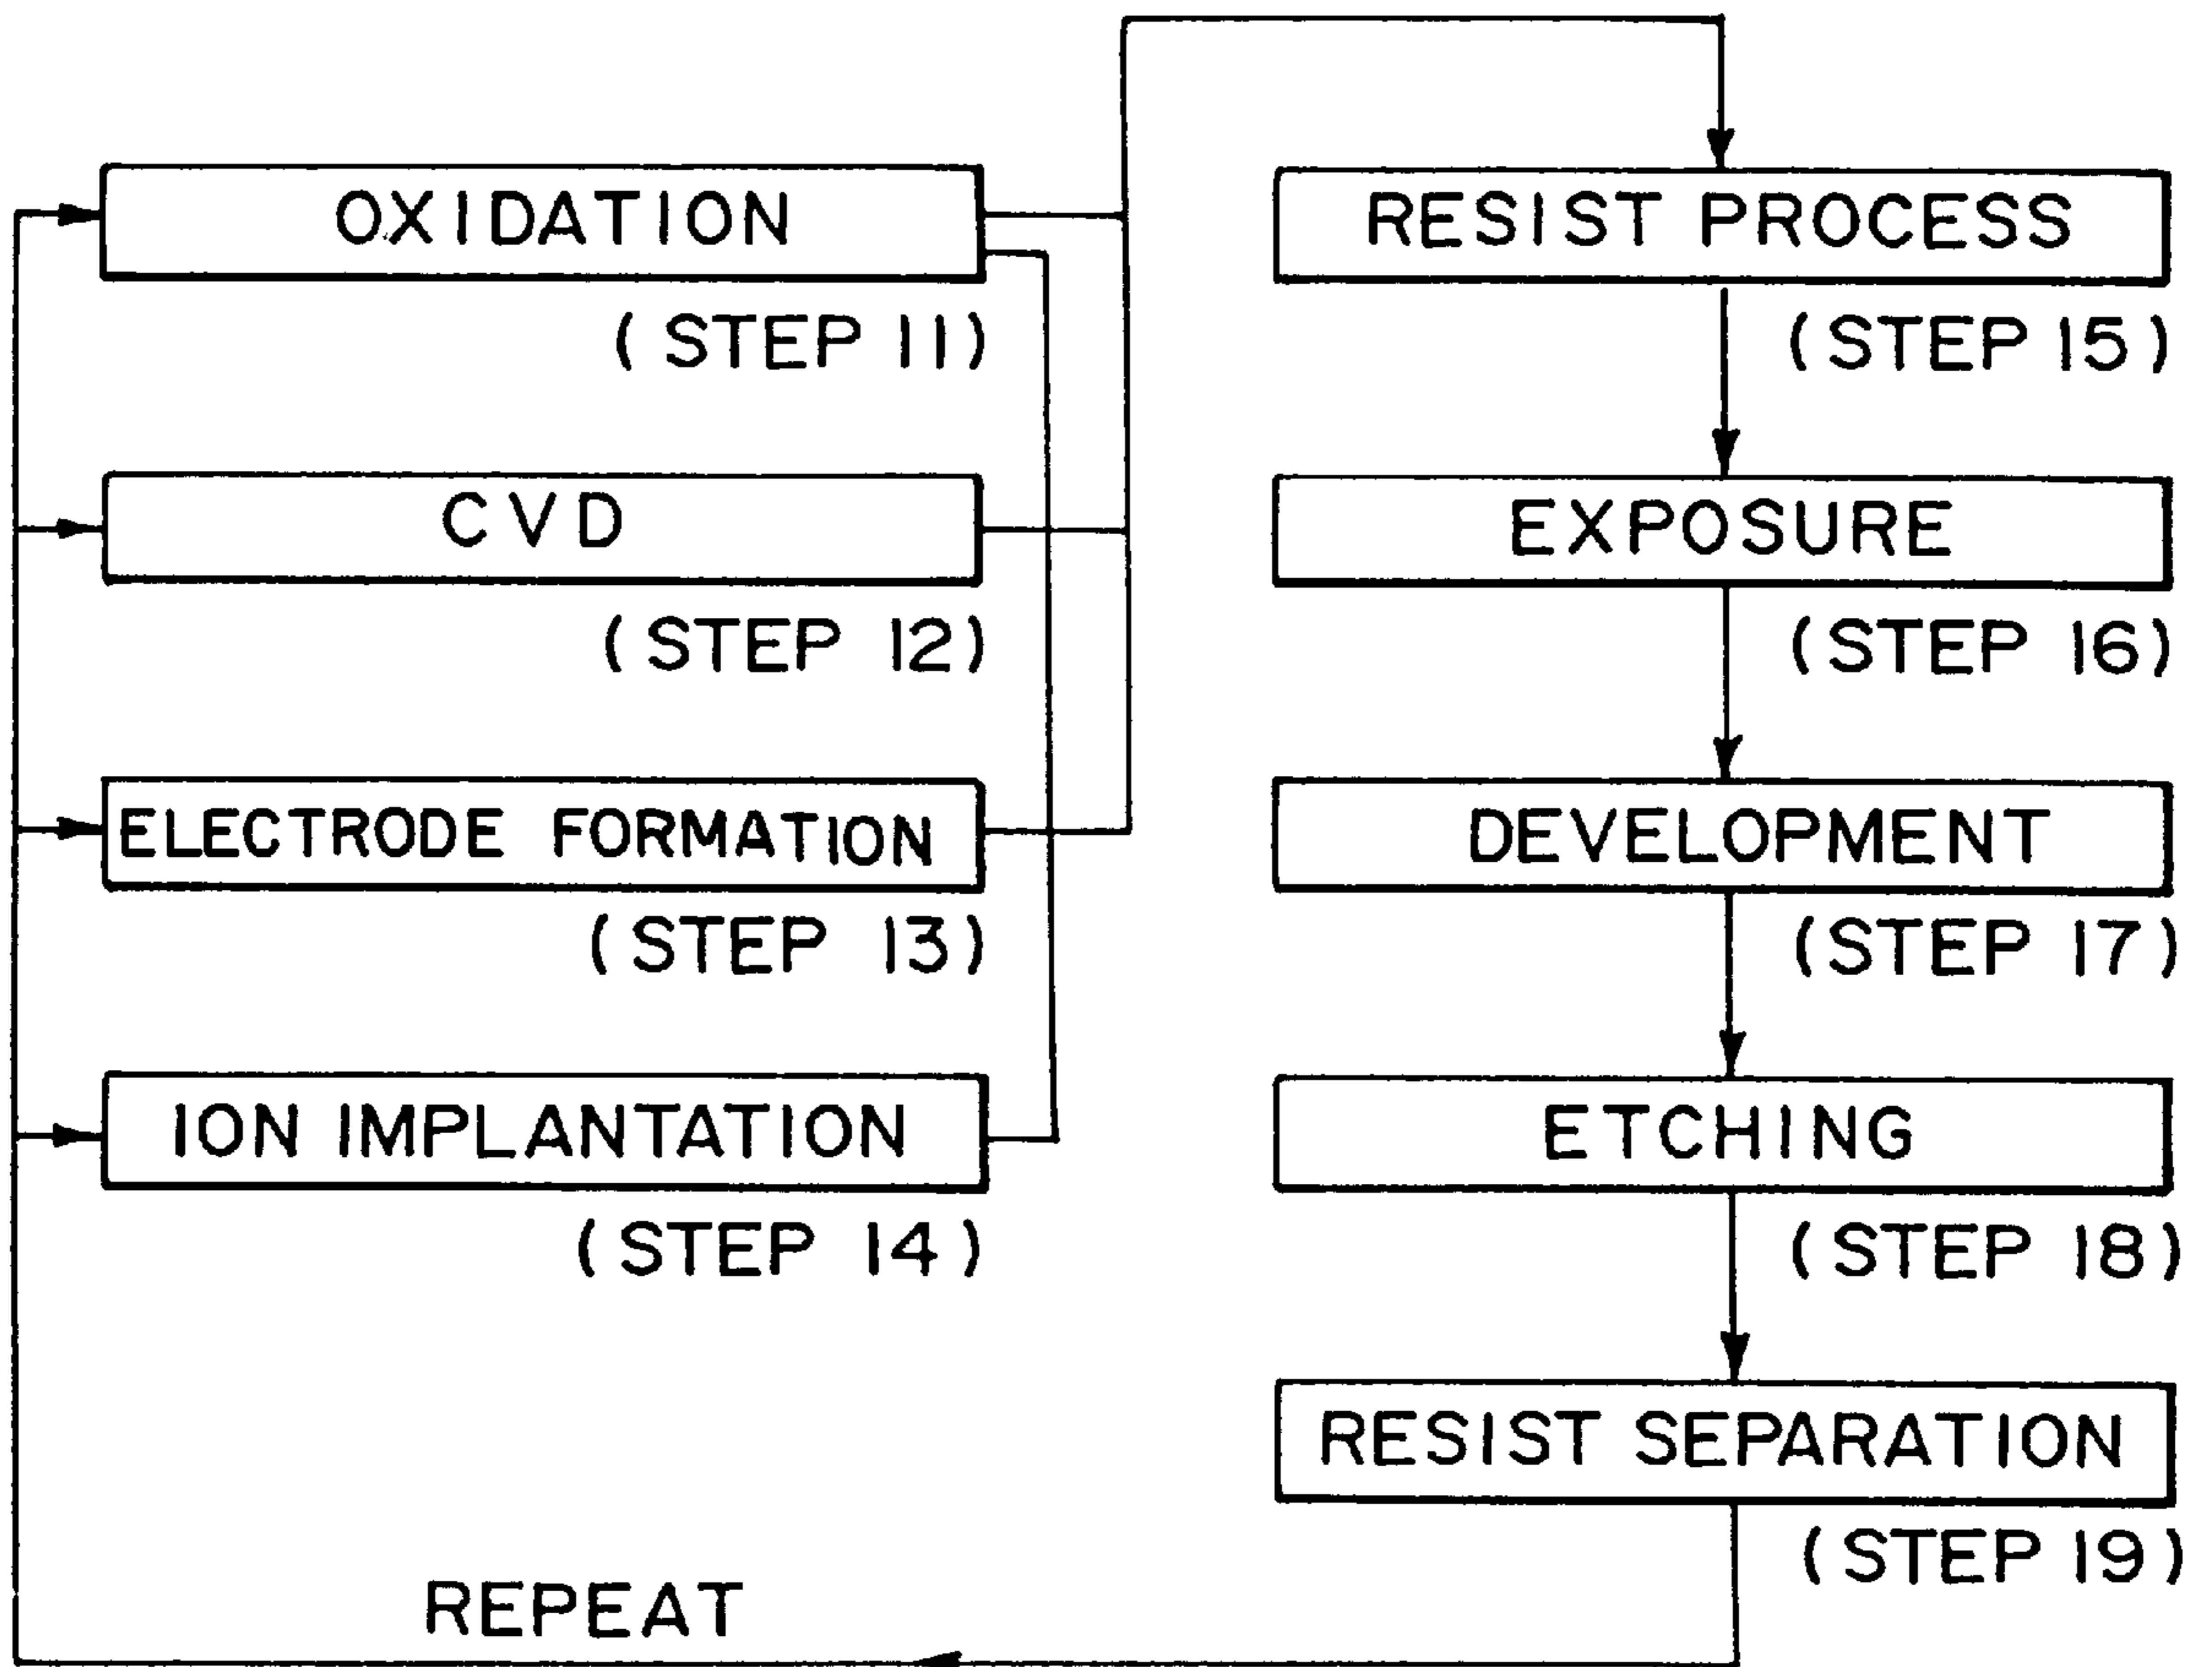 OXIDATION
(STEP 11)
CVD
(STEP 12)
ELECTRODE FORMATION
(STEP 13)
ION IMPLANTATION
(STEP 14)
RESIST PROCESS
(STEP 15)
EXPOSURE
(STEP 16)
DEVELOPMENT
(STEP 17)
ETCHING
(STEP 18)
RESIST SEPARATION
(STEP 19)
REPEAT